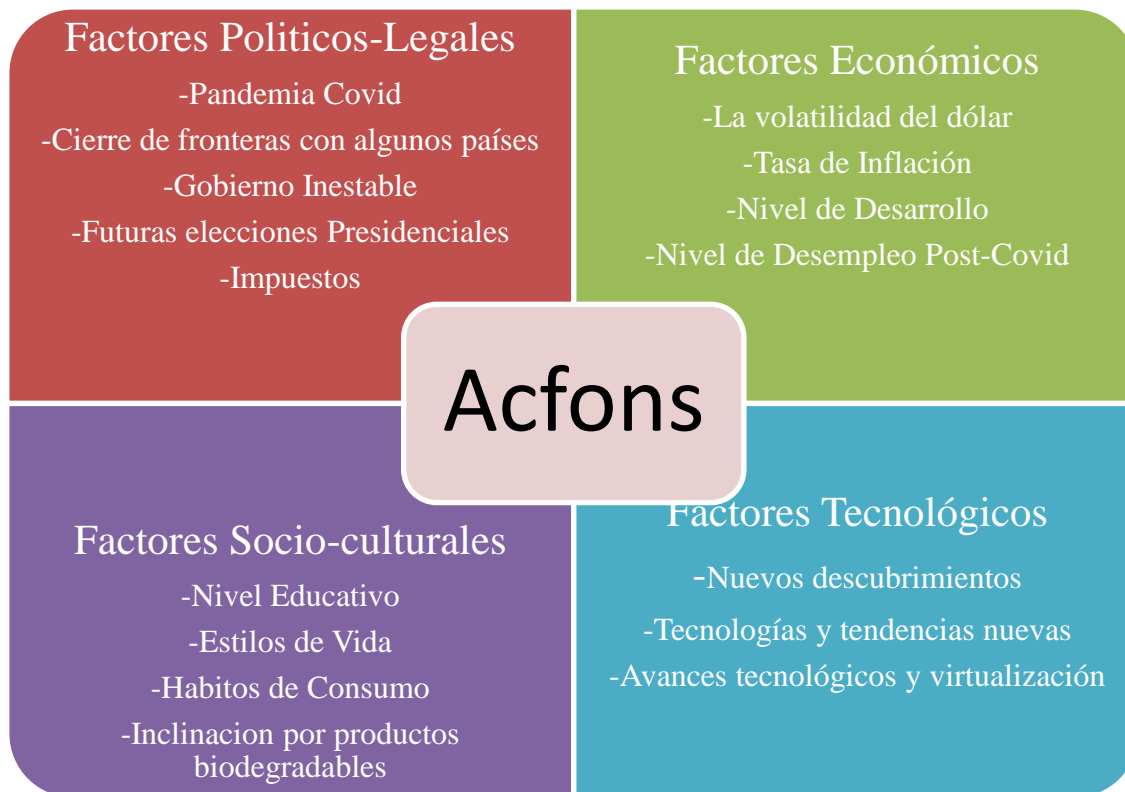 Factores Politicos-Legales
-Pandemia Covid
-Cierre de fronteras con algunos países
-Gobierno Inestable
-Futuras elecciones Presidenciales
-Impuestos
Factores Económicos
-La volatilidad del dólar
-Tasa de Inflación
-Nivel de Desarrollo
-Nivel de Desempleo Post-Covid
Acfons
Factores Socio-culturales
-Nivel Educativo
-Estilos de Vida
-Habitos de Consumo
-Inclinacion por productos
biodegradables
Factores Tecnológicos
-Nuevos descubrimientos
-Tecnologías y tendencias nuevas
-Avances tecnológicos y virtualización